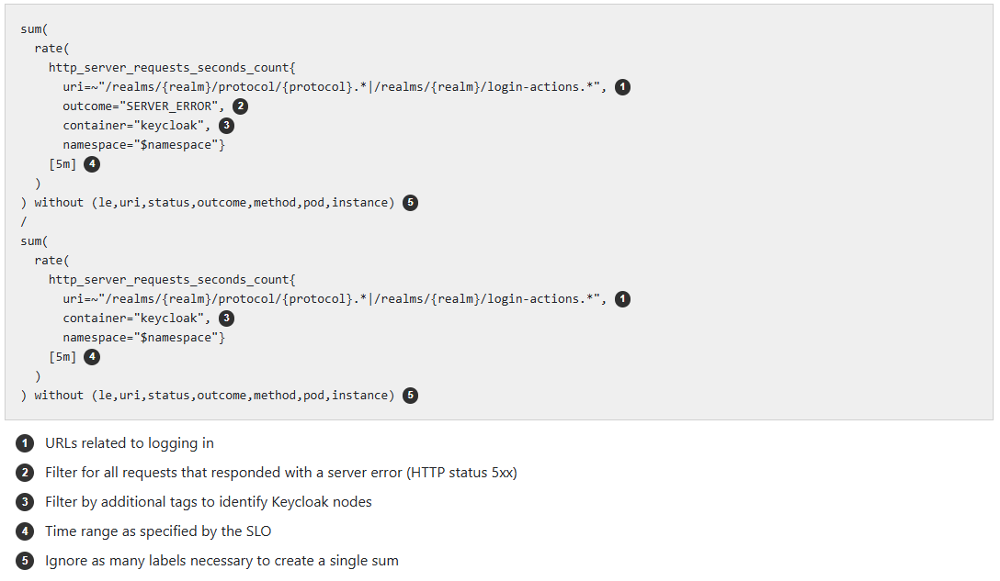 sum(
  rate(
    http_server_requests_seconds_count{
      uri=~"/realms/{realm}/protocol/{protocol}.*|/realms/{realm}/login-actions.*", 1
      outcome="SERVER_ERROR", 2
      container="keycloak", 3
      namespace="$namespace"}
    [5m] 4
  )
) without (le,uri,status,outcome,method,pod,instance) 5
/
sum(
  rate(
    http_server_requests_seconds_count{
      uri=~"/realms/{realm}/protocol/{protocol}.*|/realms/{realm}/login-actions.*", 1
      container="keycloak", 3
      namespace="$namespace"}
    [5m] 4
  )
) without (le,uri,status,outcome,method,pod,instance) 5
1 URLs related to logging in
2 Filter for all requests that responded with a server error (HTTP status 5xx)
3 Filter by additional tags to identify Keycloak nodes
4 Time range as specified by the SLO
5 Ignore as many labels necessary to create a single sum